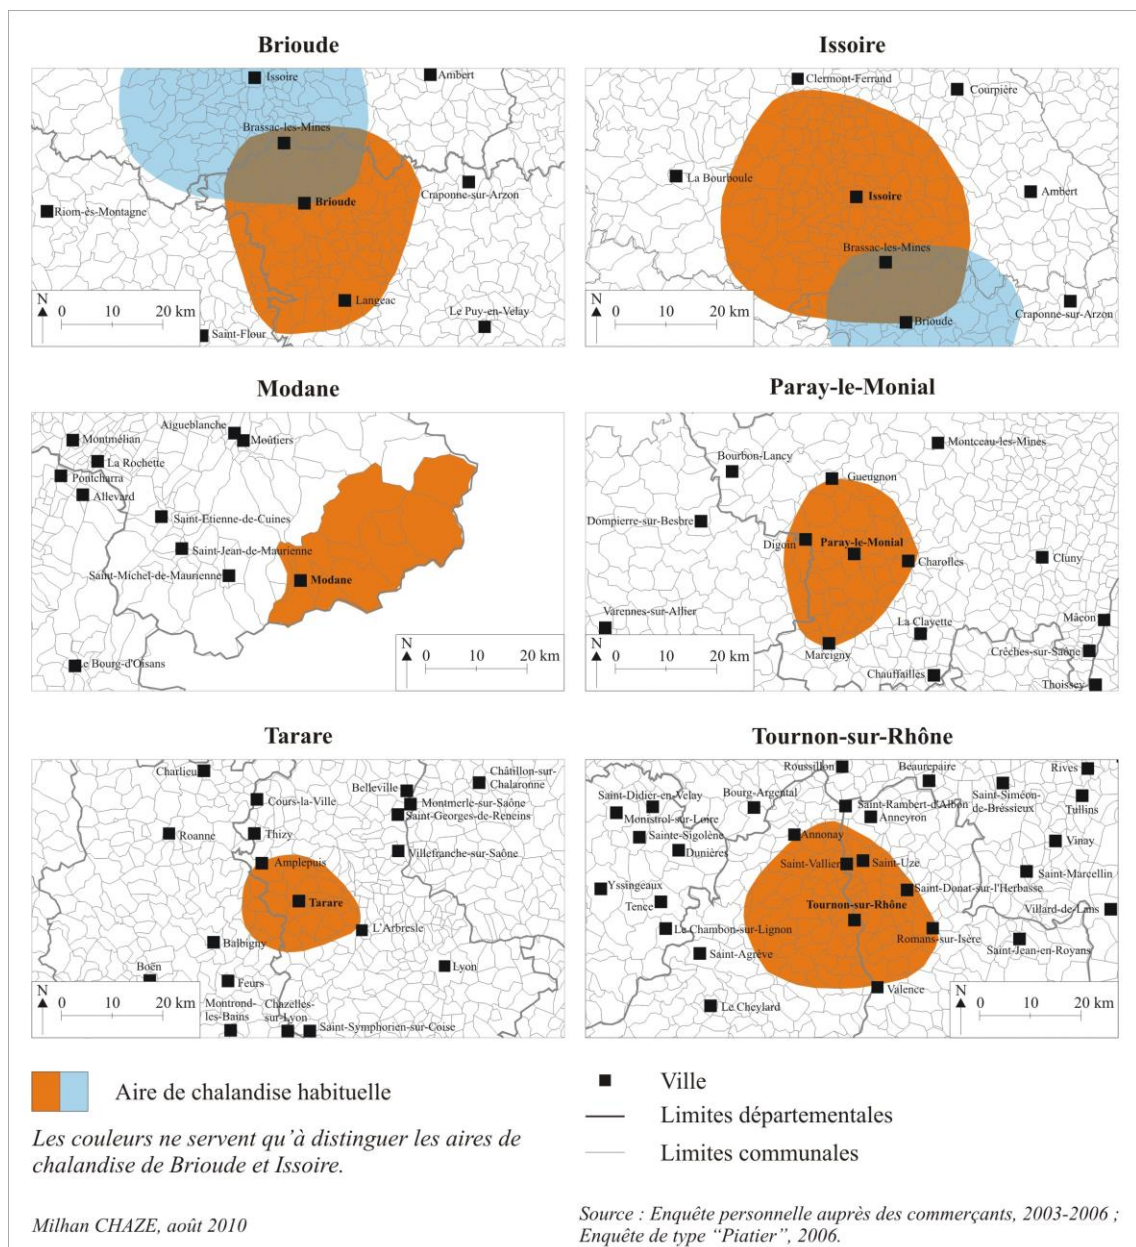 Brioude
Issoire
Ambert
Brassac-les-Mines
Craponne-sur-Arzon
Riom-ès-Montagne
Brioude
Langeac
Le Puy-en-Velay
Saint-Flour
N
0 10 20 km
Issoire
Clermont-Ferrand
Courpière
La Bourboule
Ambert
Issoire
Brassac-les-Mines
Craponne-sur-Arzon
Brioude
N
0 10 20 km
Modane
Aigueblanche
Montmélian
Moûtiers
La Rochette
Pontcharra
Allevard
Saint-Etienne-de-Cuines
Saint-Jean-de-Maurienne
Saint-Michel-de-Maurienne
Modane
Le Bourg-d'Oisans
N
0 10 20 km
Paray-le-Monial
Montceau-les-Mines
Bourbon-Lancy
Gueugnon
Dompierre-sur-Besbre
Digoin
Paray-le-Monial
Charolles
Cluny
Varennes-sur-Allier
La Clayette
Mâcon
Marcigny
Crêches-sur-Saône
Chauffailles
Thoissey
N
0 10 20 km
Tarare
Charlieu
Châtillon-sur-
Chalaronne
Belleville
Cours-la-Ville
Montmerle-sur-Saône
Saint-Georges-de-Reneins
Roanne
Thizy
Villefranche-sur-Saône
Amplepuis
Tarare
L'Arbresle
Balbigny
Boën
Lyon
Feurs
Montrond-
les-Bains
Chazelles-
sur-Lyon
Saint-Symphorien-sur-Coise
N
0 10 20 km
Tournon-sur-Rhône
Roussillon
Beaurepaire
Rives
Saint-Didier-en-Velay
Bourg-Argental
Saint-Siméon-
de-Bressieux
Monistrol-sur-Loire
Saint-Rambert-d'Albon
Tullins
Anneyron
Sainte-Sigolène
Annonay
Dunières
Vinay
Saint-Vallier
Saint-Uze
Saint-Marcellin
Yssingeaux
Saint-Donat-sur-l'Herbasse
Tence
Tournon-sur-Rhône
Villard-de-Lans
Le Chambon-sur-Lignon
Romans-sur-Isère
Saint-Agrève
Saint-Jean-en-Royans
Valence
Le Cheylard
N
0 10 20 km
Aire de chalandise habituelle
Les couleurs ne servent qu'à distinguer les aires de
chalandise de Brioude et Issoire.
Milhan CHAZE, août 2010
Ville
Limites départementales
Limites communales
Source : Enquête personnelle auprès des commerçants, 2003-2006 ;
Enquête de type "Piatier", 2006.